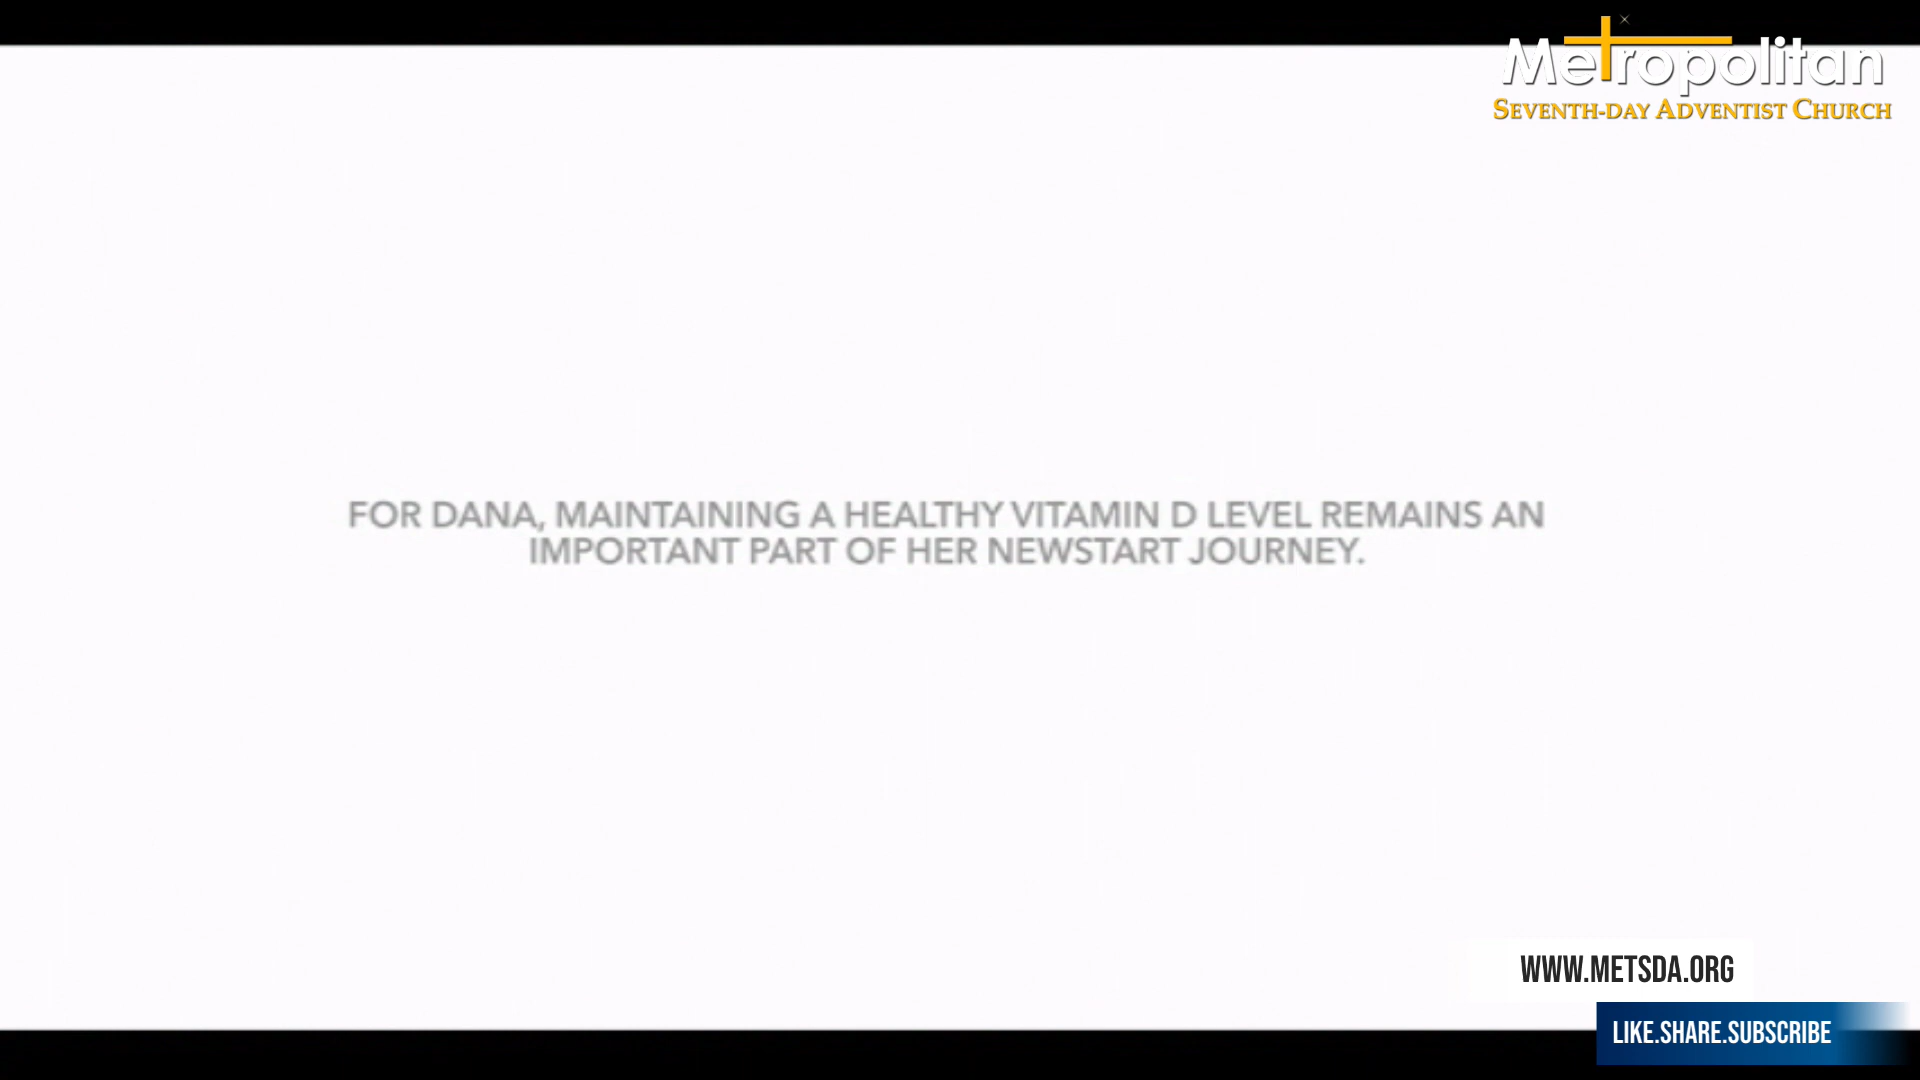 Metropolitan
SEVENTH-DAY ADVENTIST CHURCH
FOR DANA, MAINTAINING A HEALTHY VITAMIN D LEVEL REMAINS AN
IMPORTANT PART OF HER NEWSTART JOURNEY.
WWW.METSDA.ORG
LIKE.SHARE.SUBSCRIBE